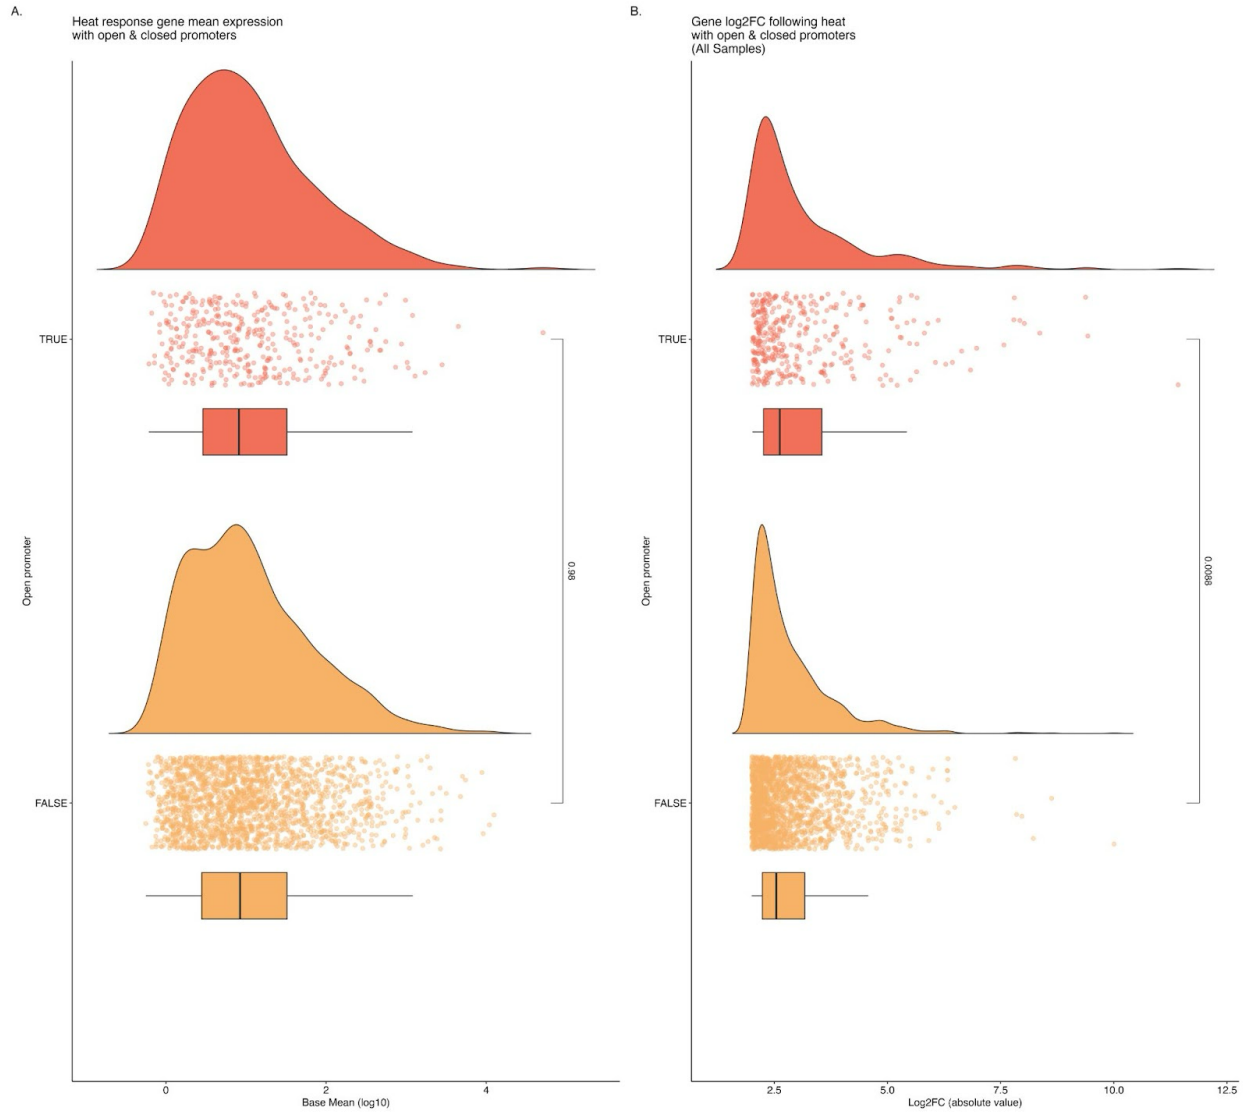 A.
Heat response gene mean expression
with open & closed promoters
Open promoter
TRUE
FALSE
0.98
0
2
4
Base Mean (log10)
B.
Gene log2FC following heat
with open & closed promoters
(All Samples)
Open promoter
TRUE
FALSE
0.0088
2.5
5.0
7.5
10.0
12.5
Log2FC (absolute value)